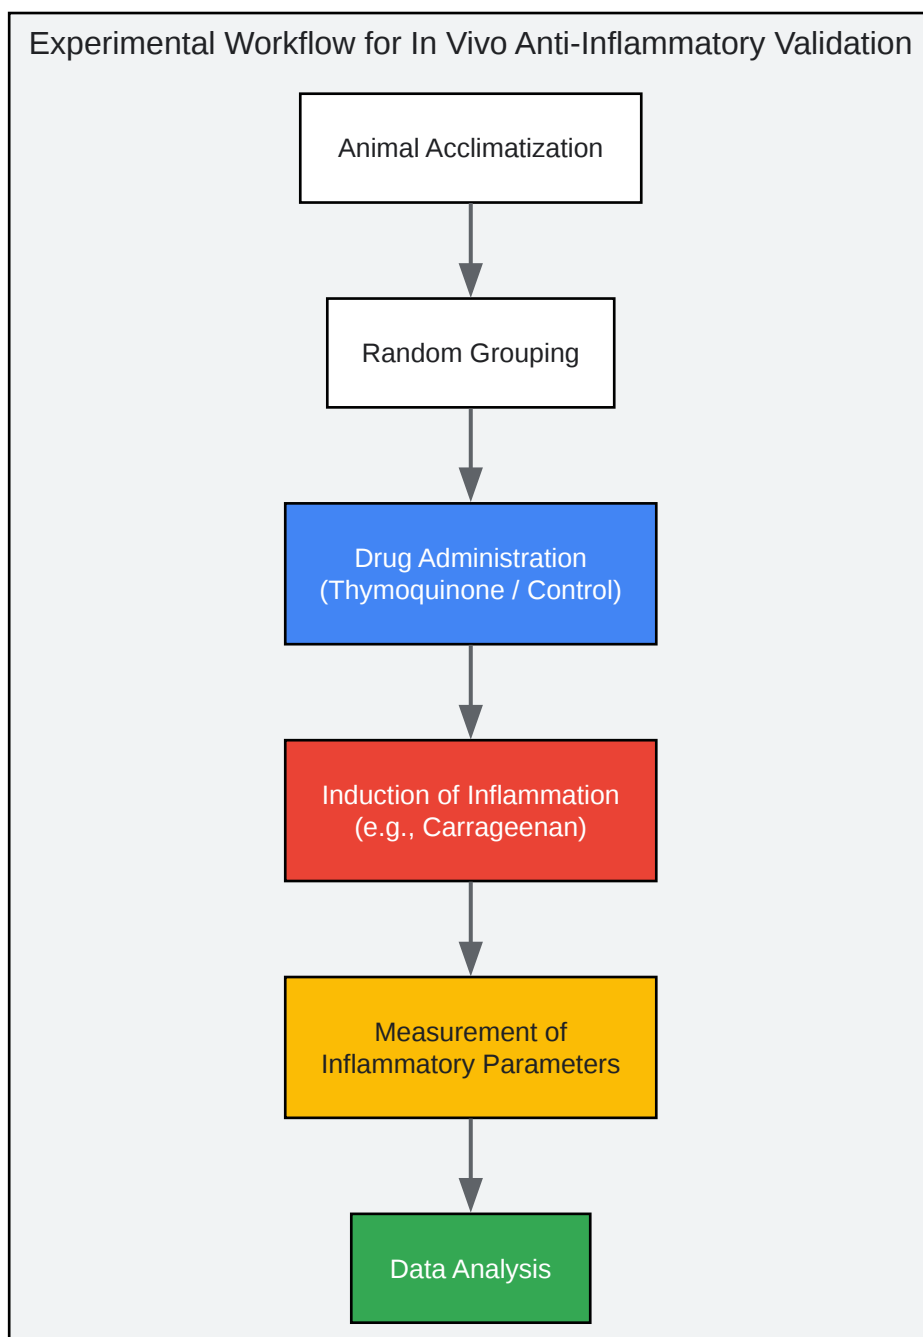 Experimental Workflow for In Vivo Anti-Inflammatory Validation
Animal Acclimatization
Random Grouping
Drug Administration
(Thymoquinone / Control)
Induction of Inflammation
(e.g., Carrageenan)
Measurement of
Inflammatory Parameters
Data Analysis